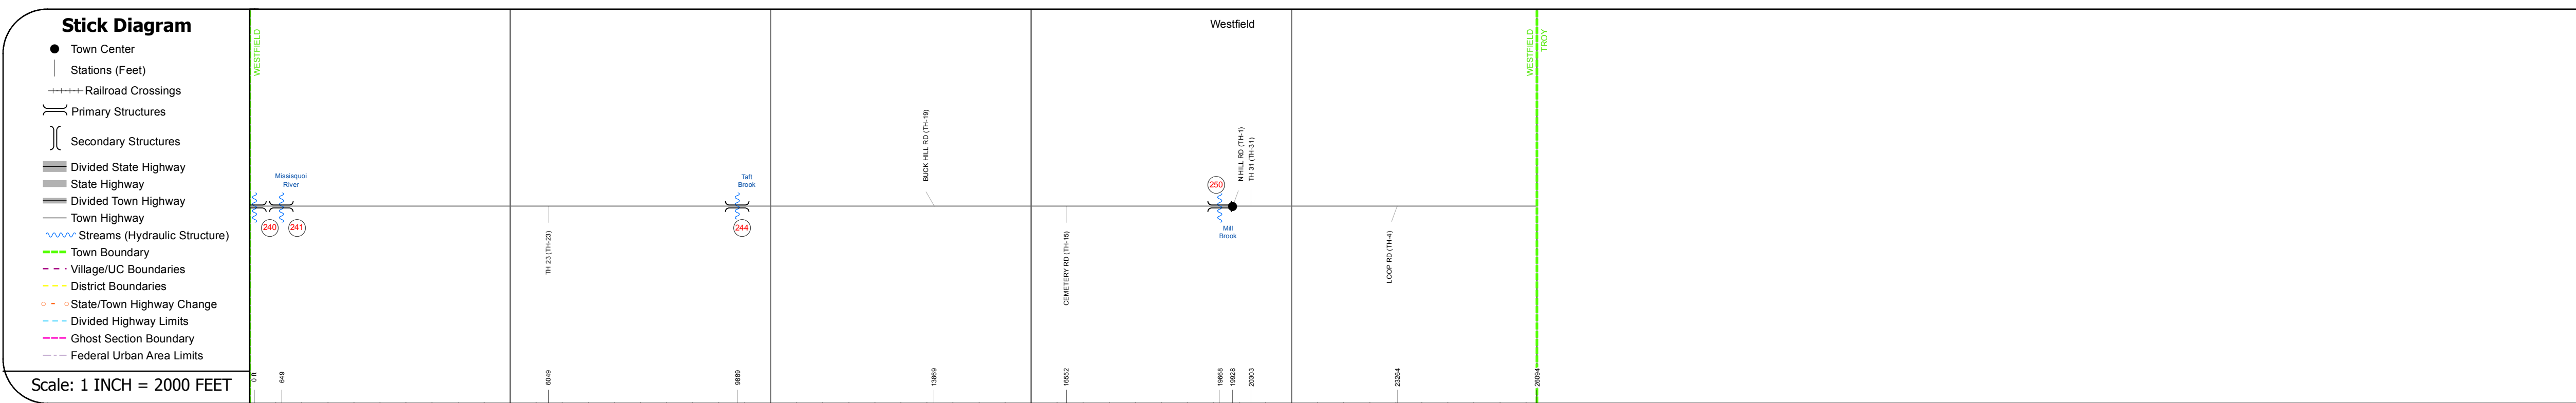 Stick Diagram
Town Center
Stations (Feet)
Railroad Crossings
Primary Structures
Secondary Structures
Divided State Highway
State Highway
Divided Town Highway
Town Highway
Streams (Hydraulic Structure)
Town Boundary
Village/UC Boundaries
District Boundaries
State/Town Highway Change
Divided Highway Limits
Ghost Section Boundary
Federal Urban Area Limits
Scale: 1 INCH = 2000 FEET
WESTFIELD
Missisquoi
River
240
241
TH 23 (TH-23)
Taft
Brook
244
BUCK HILL RD (TH-19)
CEMETERY RD (TH-15)
Westfield
250
Mill
Brook
N HILL RD (TH-1)
TH 31 (TH-31)
LOOP RD (TH-4)
WESTFIELD
TROY
0 ft
649
6049
9889
13869
16552
19668
19928
20303
23264
26094